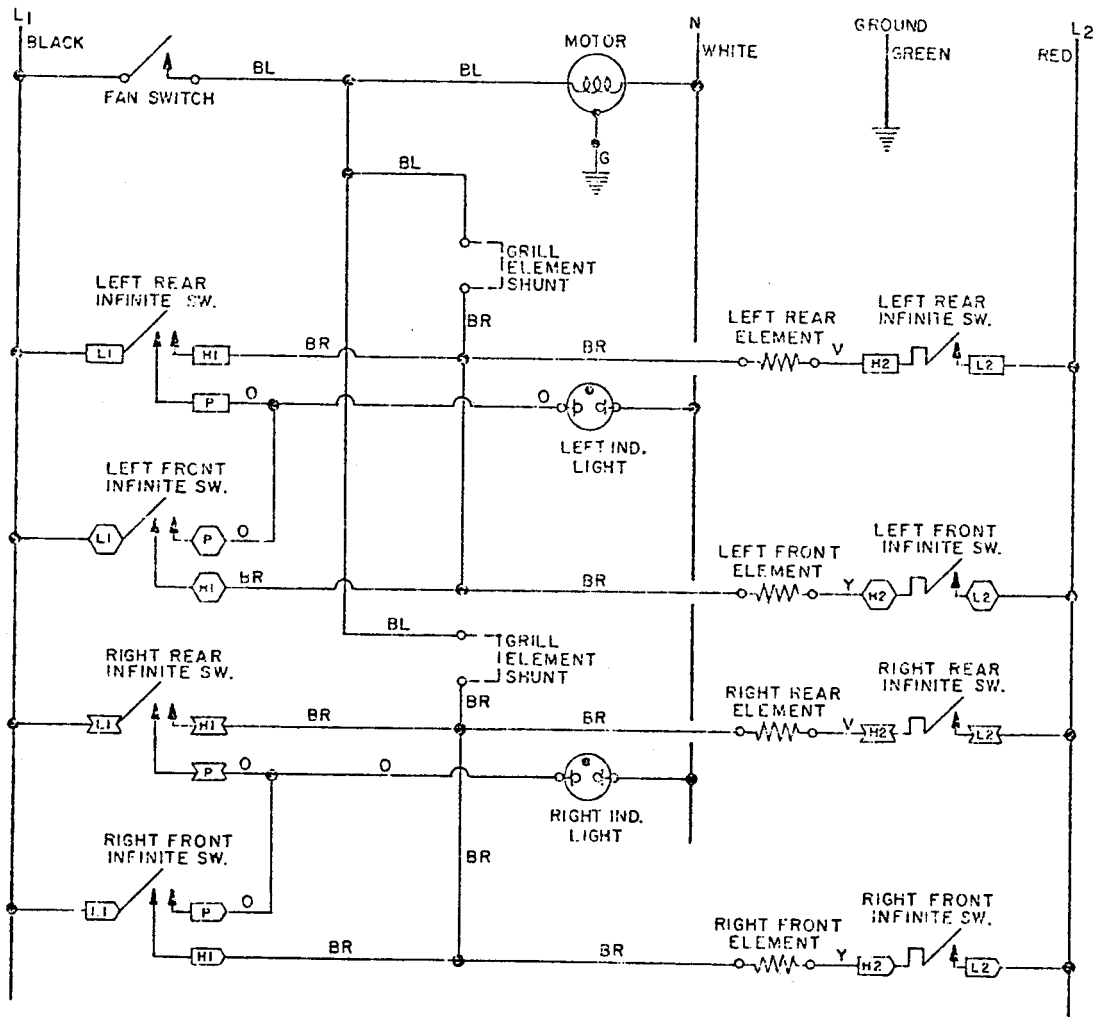 L1
N
GROUND
L2
BLACK
MOTOR
WHITE
GREEN
RED
BL
BL
FAN SWITCH
G
BL
GRILL
ELEMENT
SHUNT
LEFT REAR
INFINITE SW.
BR
LEFT REAR
ELEMENT
LEFT REAR
INFINITE SW.
L1
H1
BR
BR
V
H2
L2
P
O
O
LEFT IND.
LIGHT
LEFT FRONT
INFINITE SW.
L1
P
O
LEFT FRONT
ELEMENT
LEFT FRONT
INFINITE SW.
H1
BR
BR
Y
H2
L2
BL
GRILL
ELEMENT
SHUNT
RIGHT REAR
INFINITE SW.
BR
RIGHT REAR
ELEMENT
RIGHT REAR
INFINITE SW.
L1
H1
BR
BR
V
H2
L2
P
O
O
RIGHT IND.
LIGHT
RIGHT FRONT
INFINITE SW.
BR
L1
P
O
RIGHT FRONT
ELEMENT
RIGHT FRONT
INFINITE SW.
H1
BR
BR
Y
H2
L2